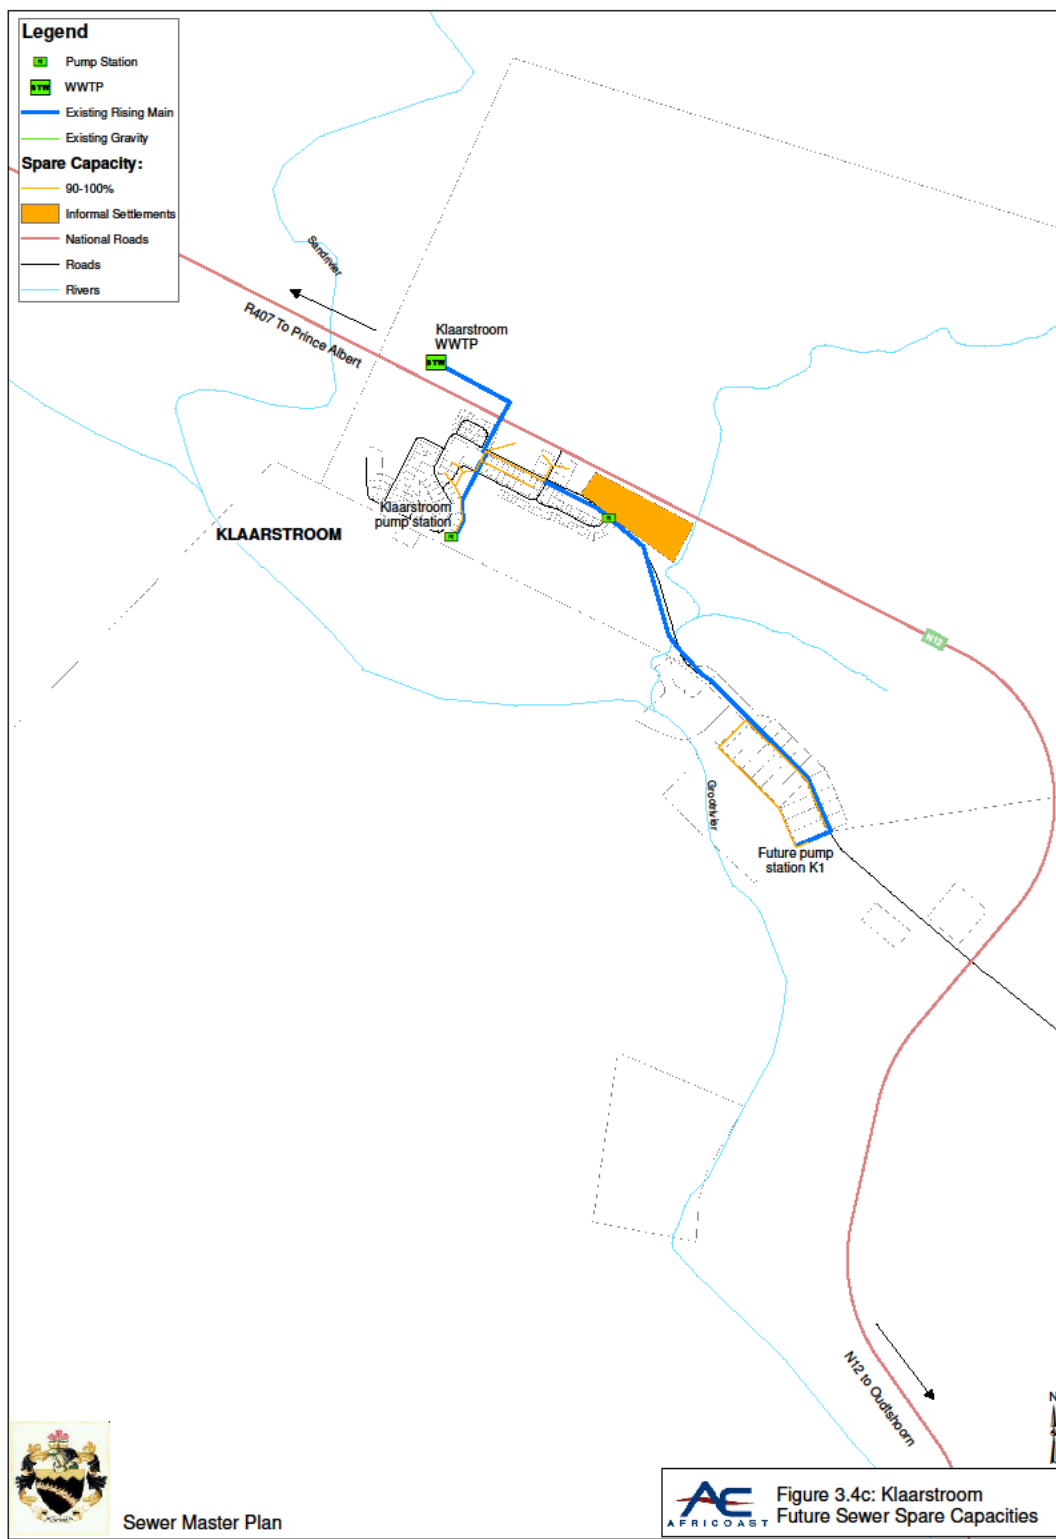 Legend
Pump Station
STW WWTP
Existing Rising Main
Existing Gravity
Spare Capacity:
90-100%
Informal Settlements
National Roads
Roads
Rivers
Sandrivier
R407 To Prince Albert
Klaarstroom
WWTP
STW
Klaarstroom
pump station
KLAARSTROOM
N12
Grootrivier
Future pump
station K1
N12 to Oudtshoorn
N
Sewer Master Plan
AFRICOAST
Figure 3.4c: Klaarstroom
Future Sewer Spare Capacities